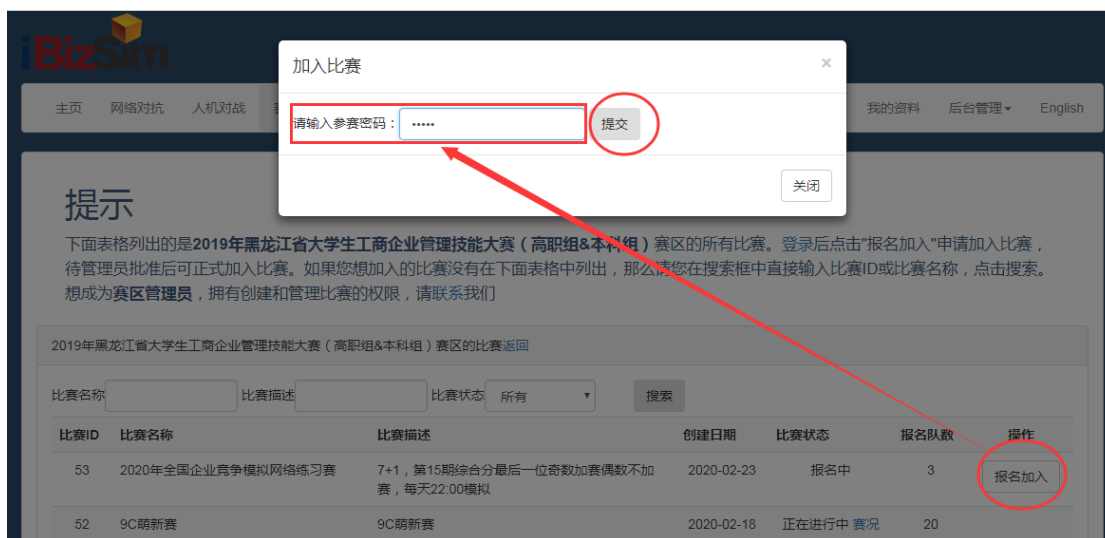 iBizSim
加入比赛
×
主页 网络对抗 人机对战 我的资料 后台管理 English
请输入参赛密码： 提交
关闭
提示
下面表格列出的是2019年黑龙江省大学生工商企业管理技能大赛（高职组&本科组）赛区的所有比赛。登录后点击"报名加入"申请加入比赛，
待管理员批准后可正式加入比赛。如果您想加入的比赛没有在下面表格中列出，那么请您在搜索框中直接输入比赛ID或比赛名称，点击搜索。
想成为赛区管理员，拥有创建和管理比赛的权限，请联系我们
2019年黑龙江省大学生工商企业管理技能大赛（高职组&本科组）赛区的比赛返回
比赛名称 比赛描述 比赛状态 所有 搜索
比赛ID 比赛名称 比赛描述 创建日期 比赛状态 报名队数 操作
53 2020年全国企业竞争模拟网络练习赛 7+1，第15期综合分最后一位奇数加赛偶数不加 2020-02-23 报名中 3 报名加入
赛，每天22:00模拟
52 9C萌新赛 9C萌新赛 2020-02-18 正在进行中 赛况 20